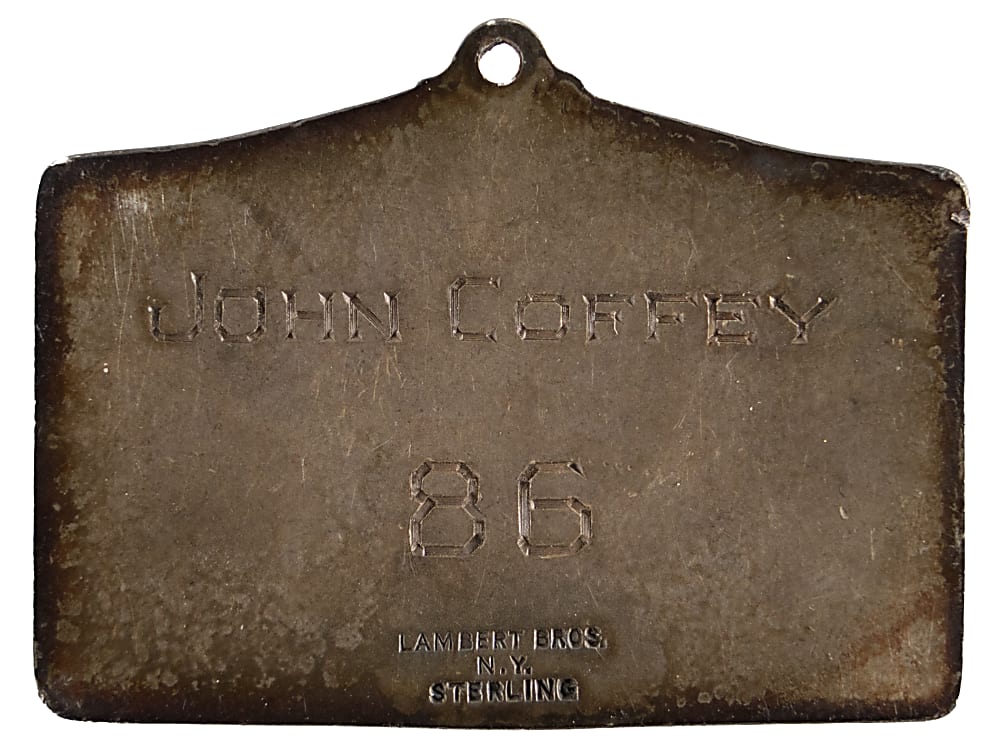 JOHN COFFEY
86
LAMBERT BROS.
N.Y.
STERLING